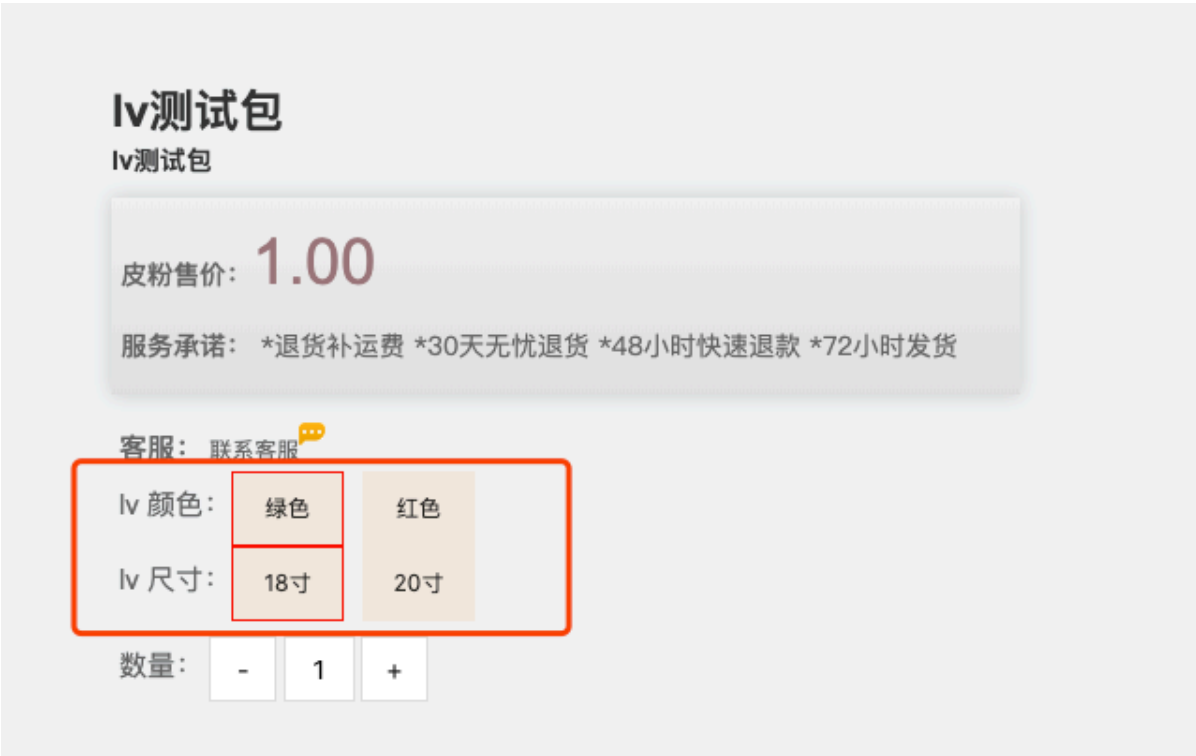 lv测试包
lv测试包
皮粉售价: 1.00
服务承诺: *退货补运费 *30天无忧退货 *48小时快速退款 *72小时发货
客服: 联系客服
lv 颜色: 绿色 红色
lv 尺寸: 18寸 20寸
数量: - 1 +